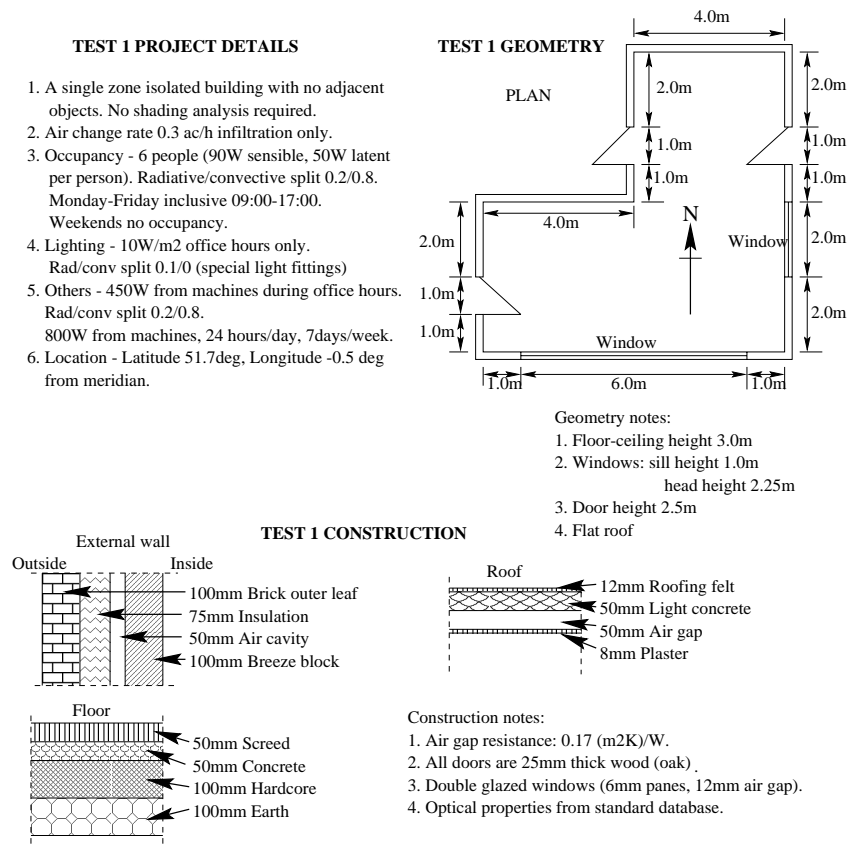 TEST 1 PROJECT DETAILS
1. A single zone isolated building with no adjacent
objects. No shading analysis required.
2. Air change rate 0.3 ac/h infiltration only.
3. Occupancy - 6 people (90W sensible, 50W latent
per person). Radiative/convective split 0.2/0.8.
Monday-Friday inclusive 09:00-17:00.
Weekends no occupancy.
4. Lighting - 10W/m2 office hours only.
Rad/conv split 0.1/0 (special light fittings)
5. Others - 450W from machines during office hours.
Rad/conv split 0.2/0.8.
800W from machines, 24 hours/day, 7days/week.
6. Location - Latitude 51.7deg, Longitude -0.5 deg
from meridian.
TEST 1 GEOMETRY
PLAN
4.0m
2.0m
2.0m
1.0m
1.0m
1.0m
1.0m
4.0m
N
2.0m
Window
2.0m
1.0m
2.0m
1.0m
Window
1.0m
6.0m
1.0m
Geometry notes:
1. Floor-ceiling height 3.0m
2. Windows: sill height 1.0m
head height 2.25m
3. Door height 2.5m
4. Flat roof
TEST 1 CONSTRUCTION
External wall
Outside
Inside
100mm Brick outer leaf
75mm Insulation
50mm Air cavity
100mm Breeze block
Roof
12mm Roofing felt
50mm Light concrete
50mm Air gap
8mm Plaster
Floor
50mm Screed
50mm Concrete
100mm Hardcore
100mm Earth
Construction notes:
1. Air gap resistance: 0.17 (m2K)/W.
2. All doors are 25mm thick wood (oak) .
3. Double glazed windows (6mm panes, 12mm air gap).
4. Optical properties from standard database.